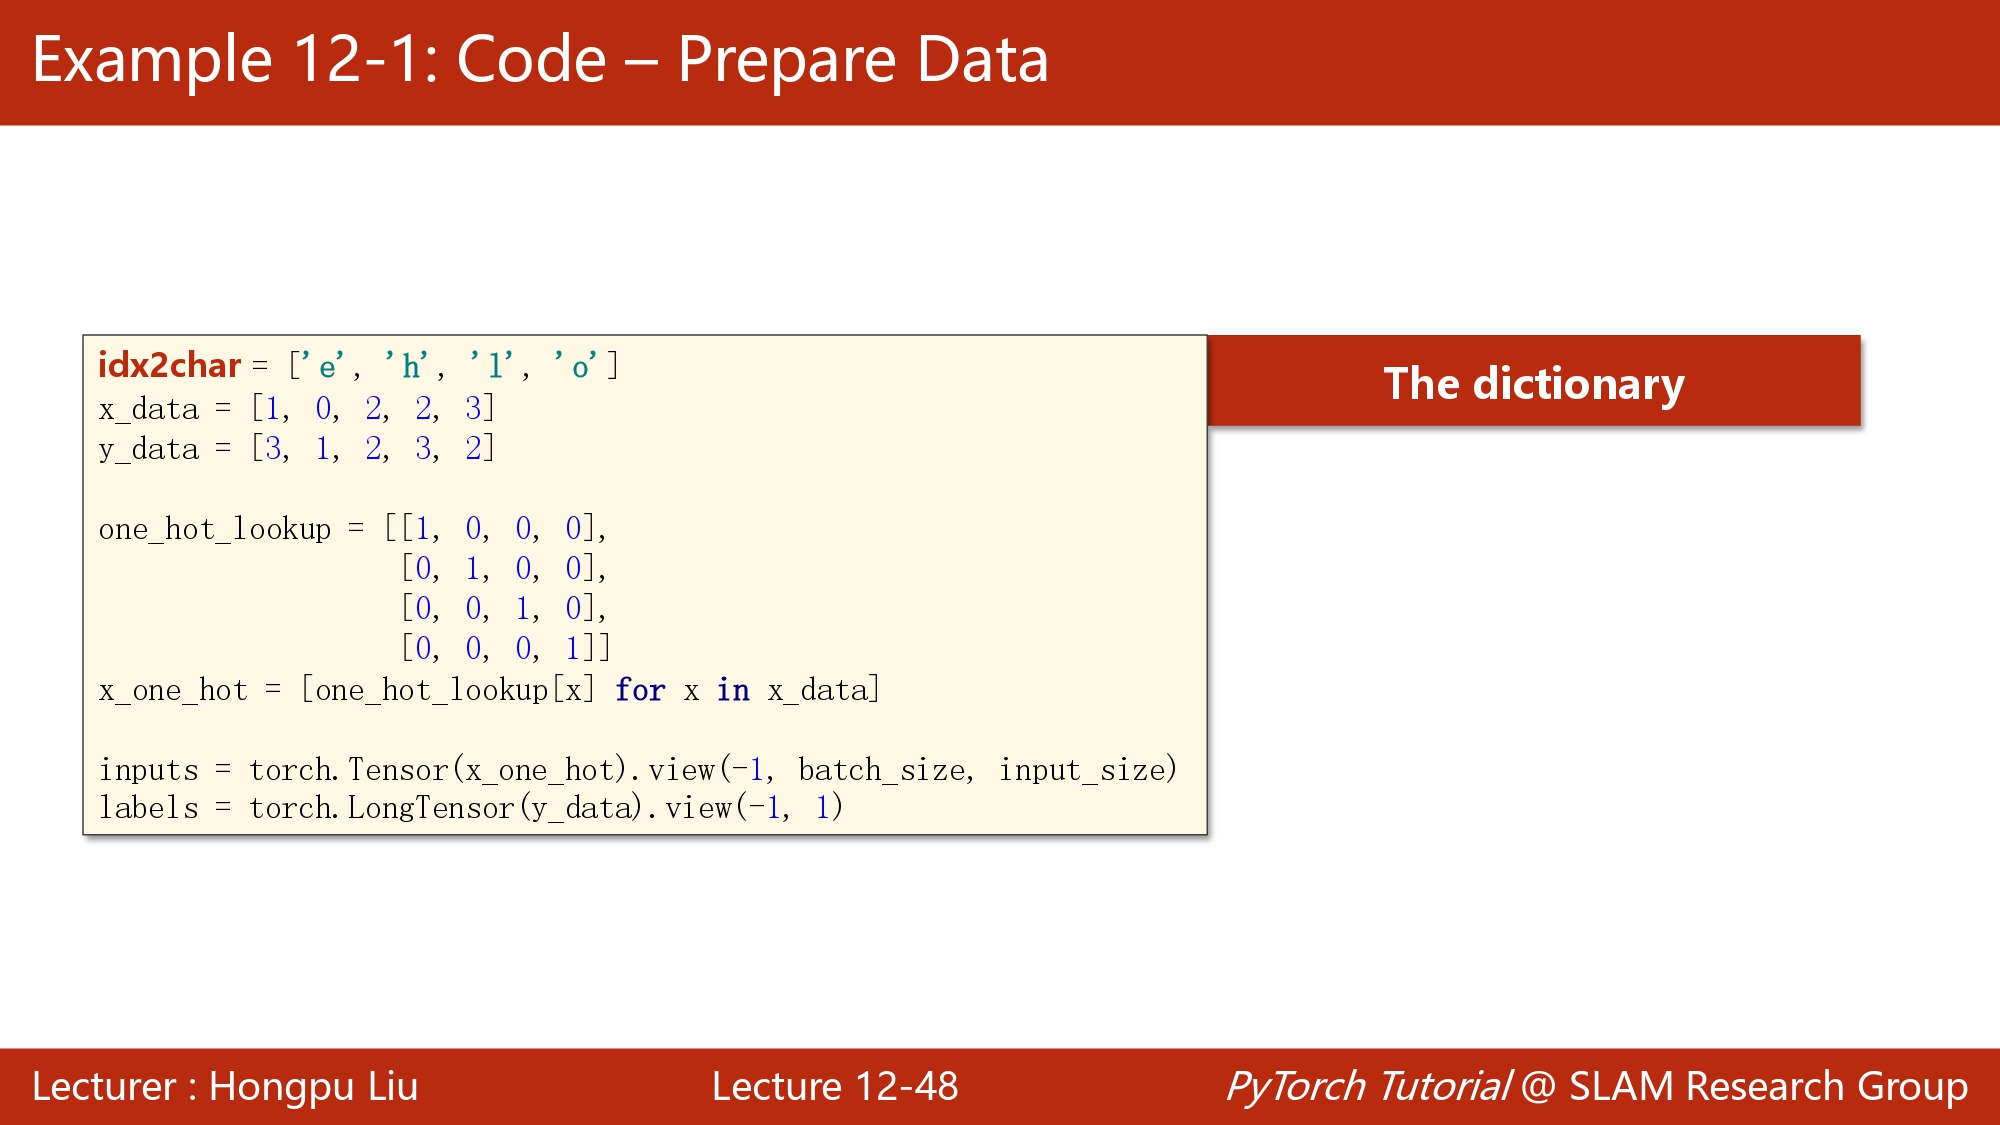 Example 12-1: Code – Prepare Data
idx2char = ['e', 'h', 'l', 'o']
The dictionary
x_data = [1, 0, 2, 2, 3]
y_data = [3, 1, 2, 3, 2]
one_hot_lookup = [[1, 0, 0, 0],
[0, 1, 0, 0],
[0, 0, 1, 0],
[0, 0, 0, 1]]
x_one_hot = [one_hot_lookup[x] for x in x_data]
inputs = torch.Tensor(x_one_hot).view(-1, batch_size, input_size)
labels = torch.LongTensor(y_data).view(-1, 1)
Lecturer : Hongpu Liu
Lecture 12-48
PyTorch Tutorial @ SLAM Research Group